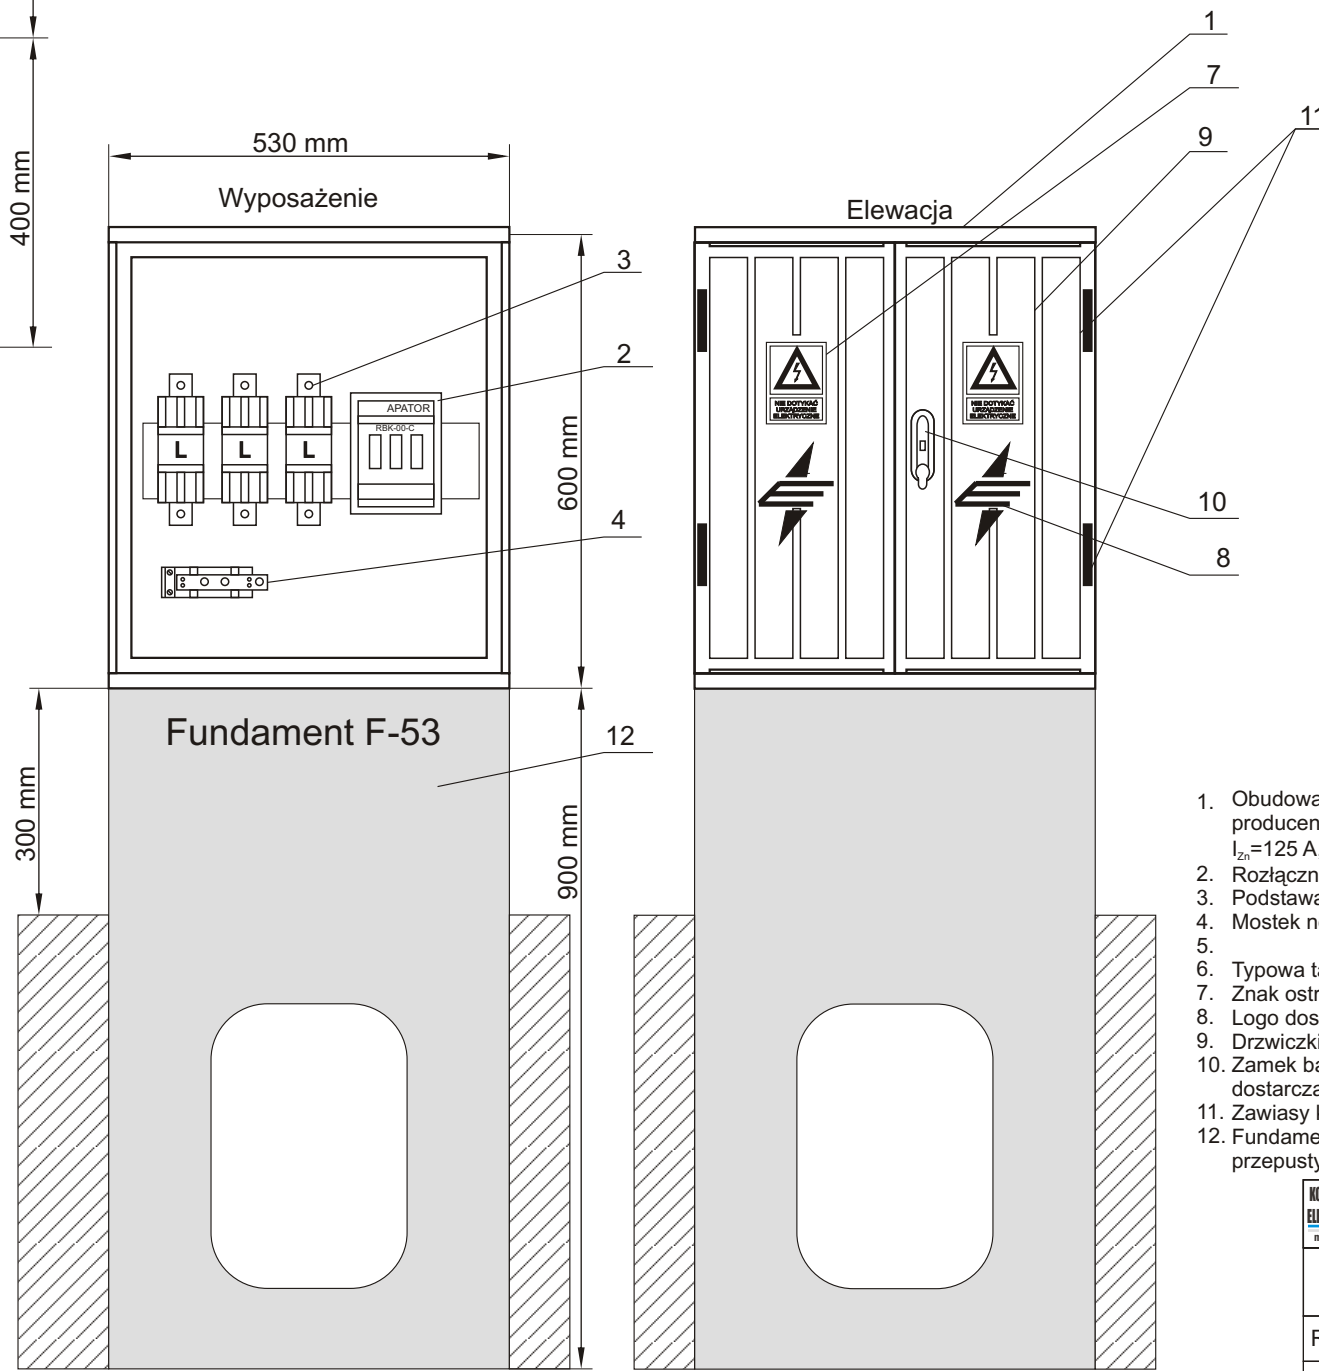 1
7
11
530 mm
9
400 mm
Wyposażenie
Elewacja
3
2
APATOR
RBK-00-C
L L L
NIE DOTYKAĆ
URZĄDZENIE
ELEKTRYCZNE
NIE DOTYKAĆ
URZĄDZENIE
ELEKTRYCZNE
600 mm
10
4
8
Fundament F-53
12
300 mm
900 mm
1. Obudowa
producen
I_Zn=125 A
2. Rozłączn
3. Podstawa
4. Mostek n
5.
6. Typowa ta
7. Znak ostr
8. Logo dos
9. Drzwiczki
10. Zamek ba
dostarcza
11. Zawiasy
12. Fundame
przepusty